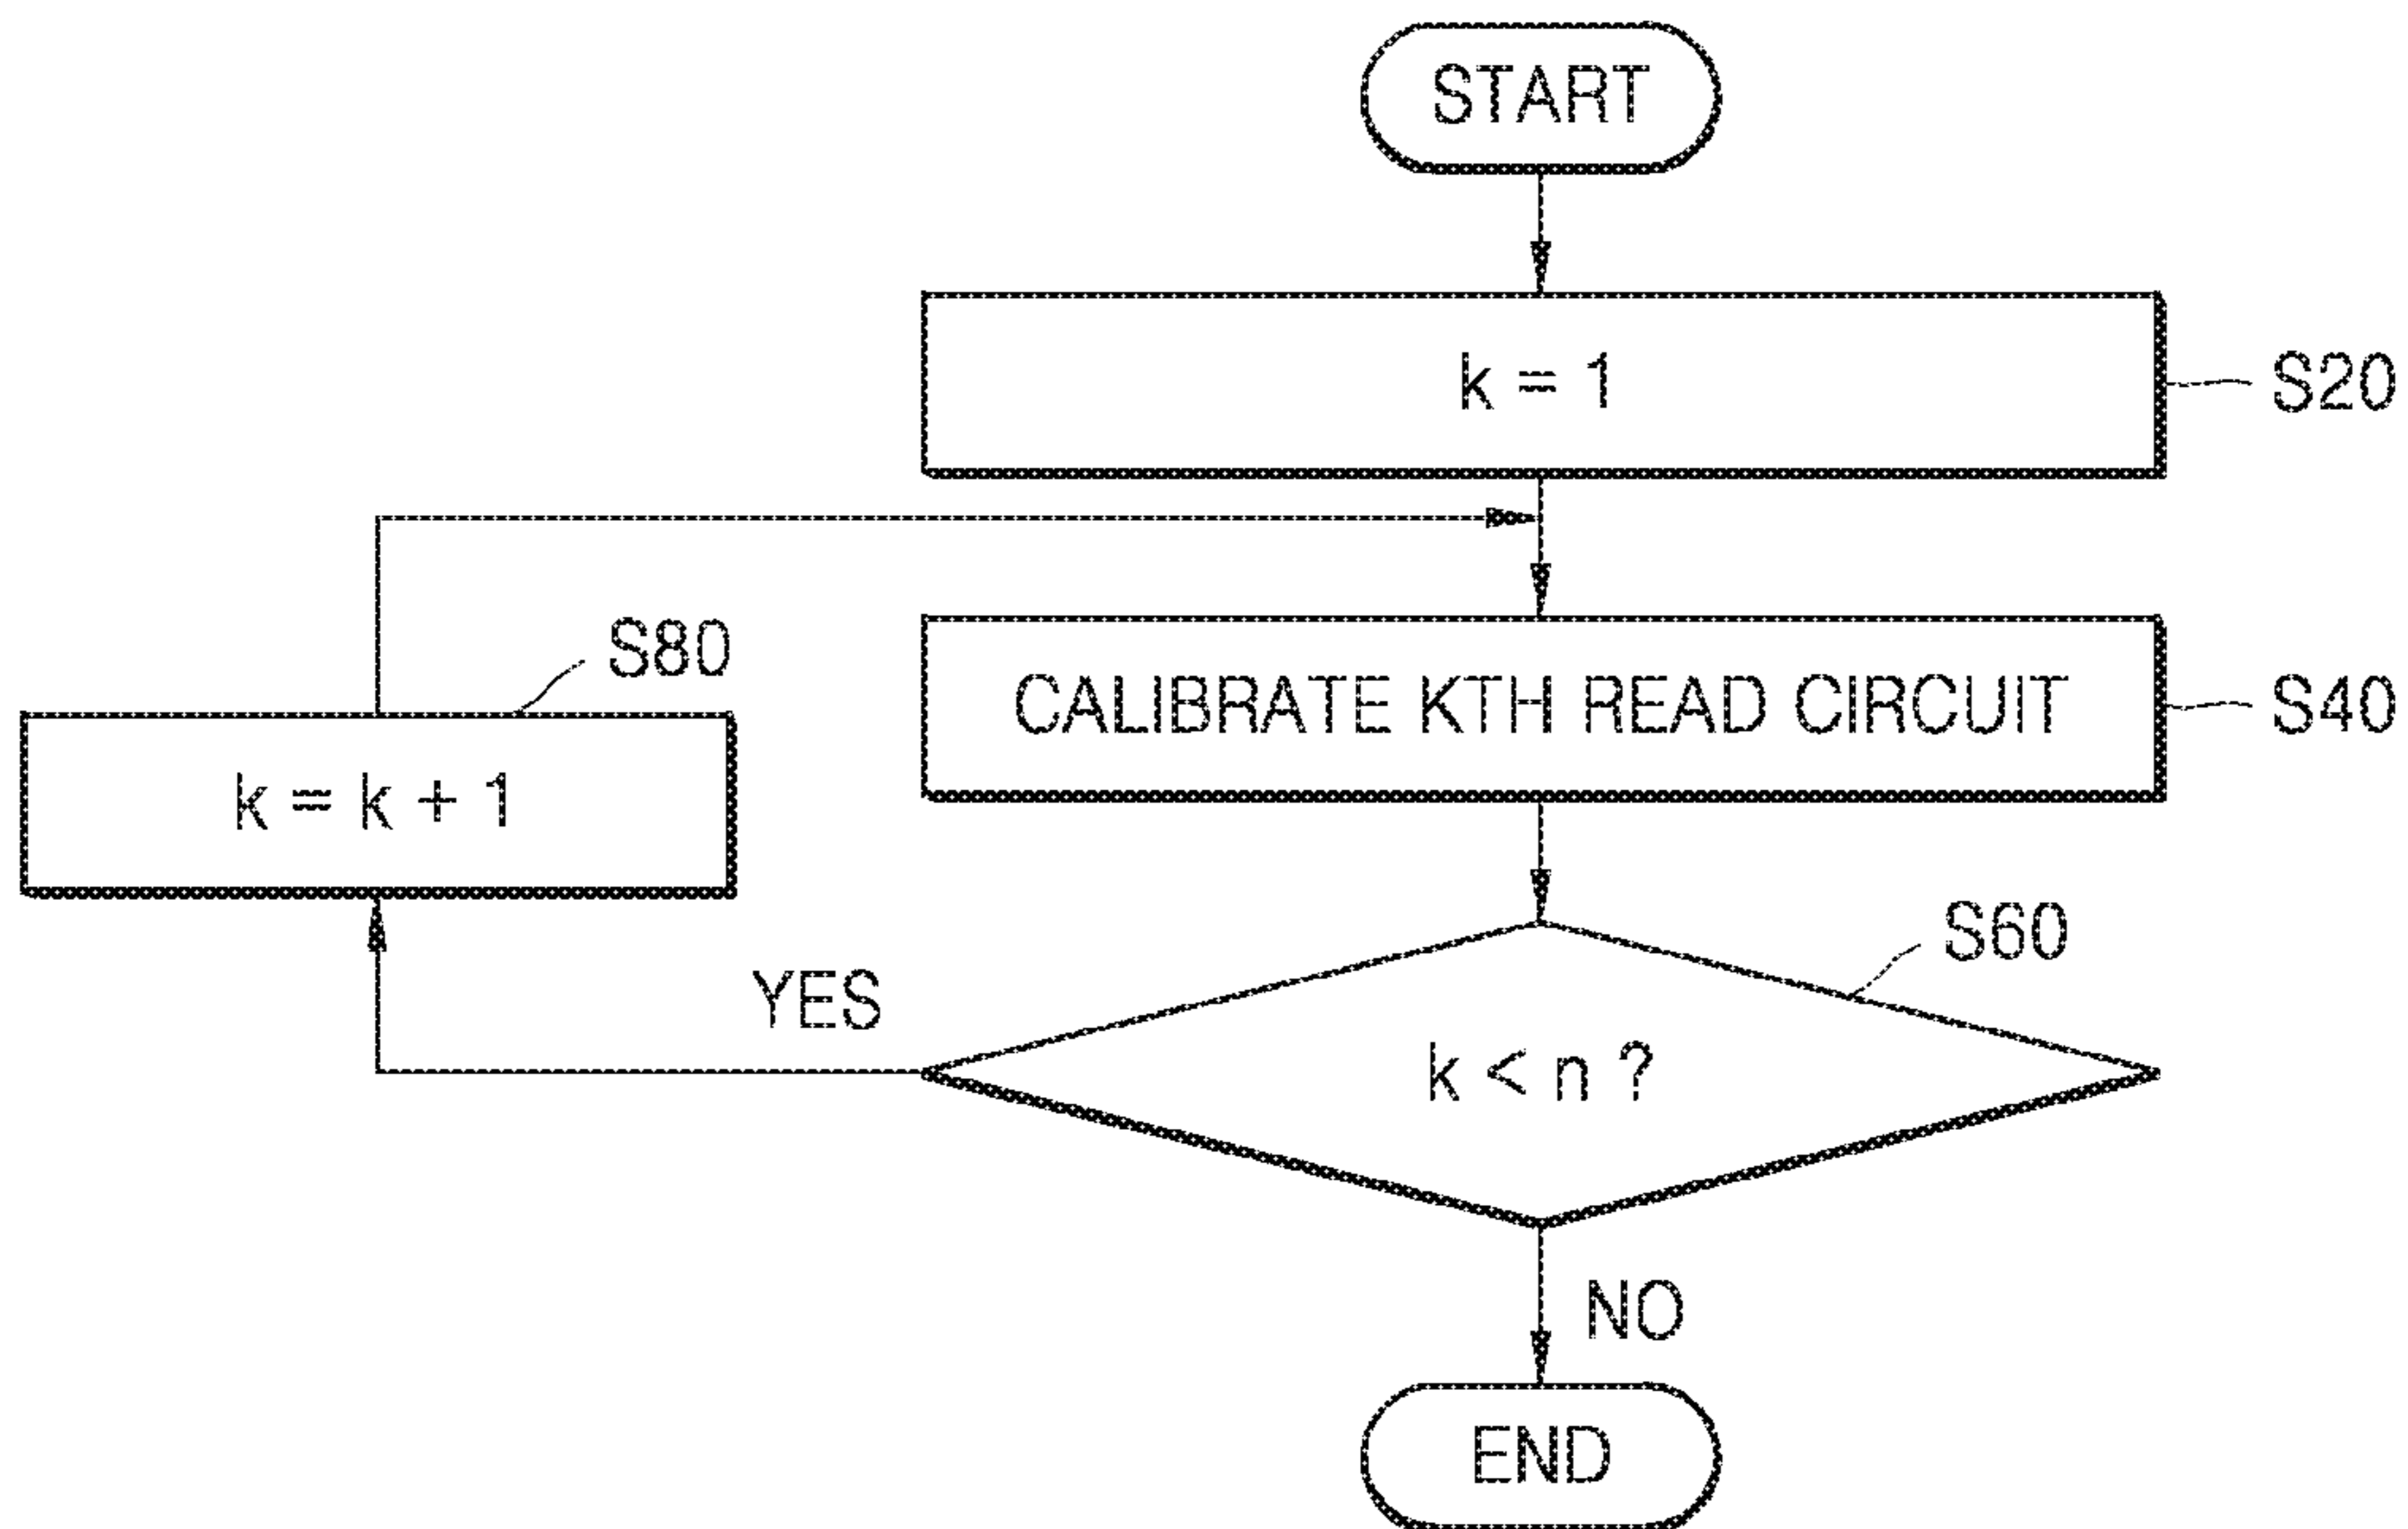 START
k = 1
S20
S80
CALIBRATE KTH READ CIRCUIT
S40
k = k + 1
S60
YES
k < n ?
NO
END